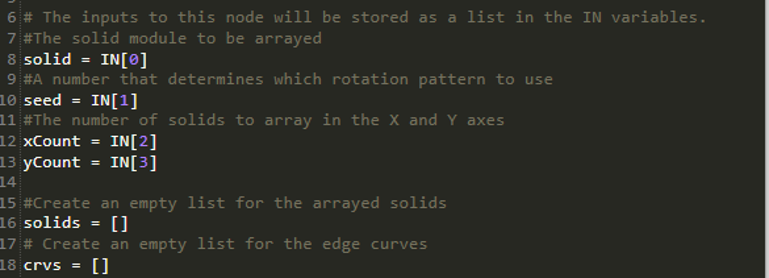 6 # The inputs to this node will be stored as a list in the IN variables.
7 #The solid module to be arrayed
8 solid = IN[0]
9 #A number that determines which rotation pattern to use
10 seed = IN[1]
11 #The number of solids to array in the X and Y axes
12 xCount = IN[2]
13 yCount = IN[3]
14
15 #Create an empty list for the arrayed solids
16 solids = []
17 # Create an empty list for the edge curves
18 crvs = []